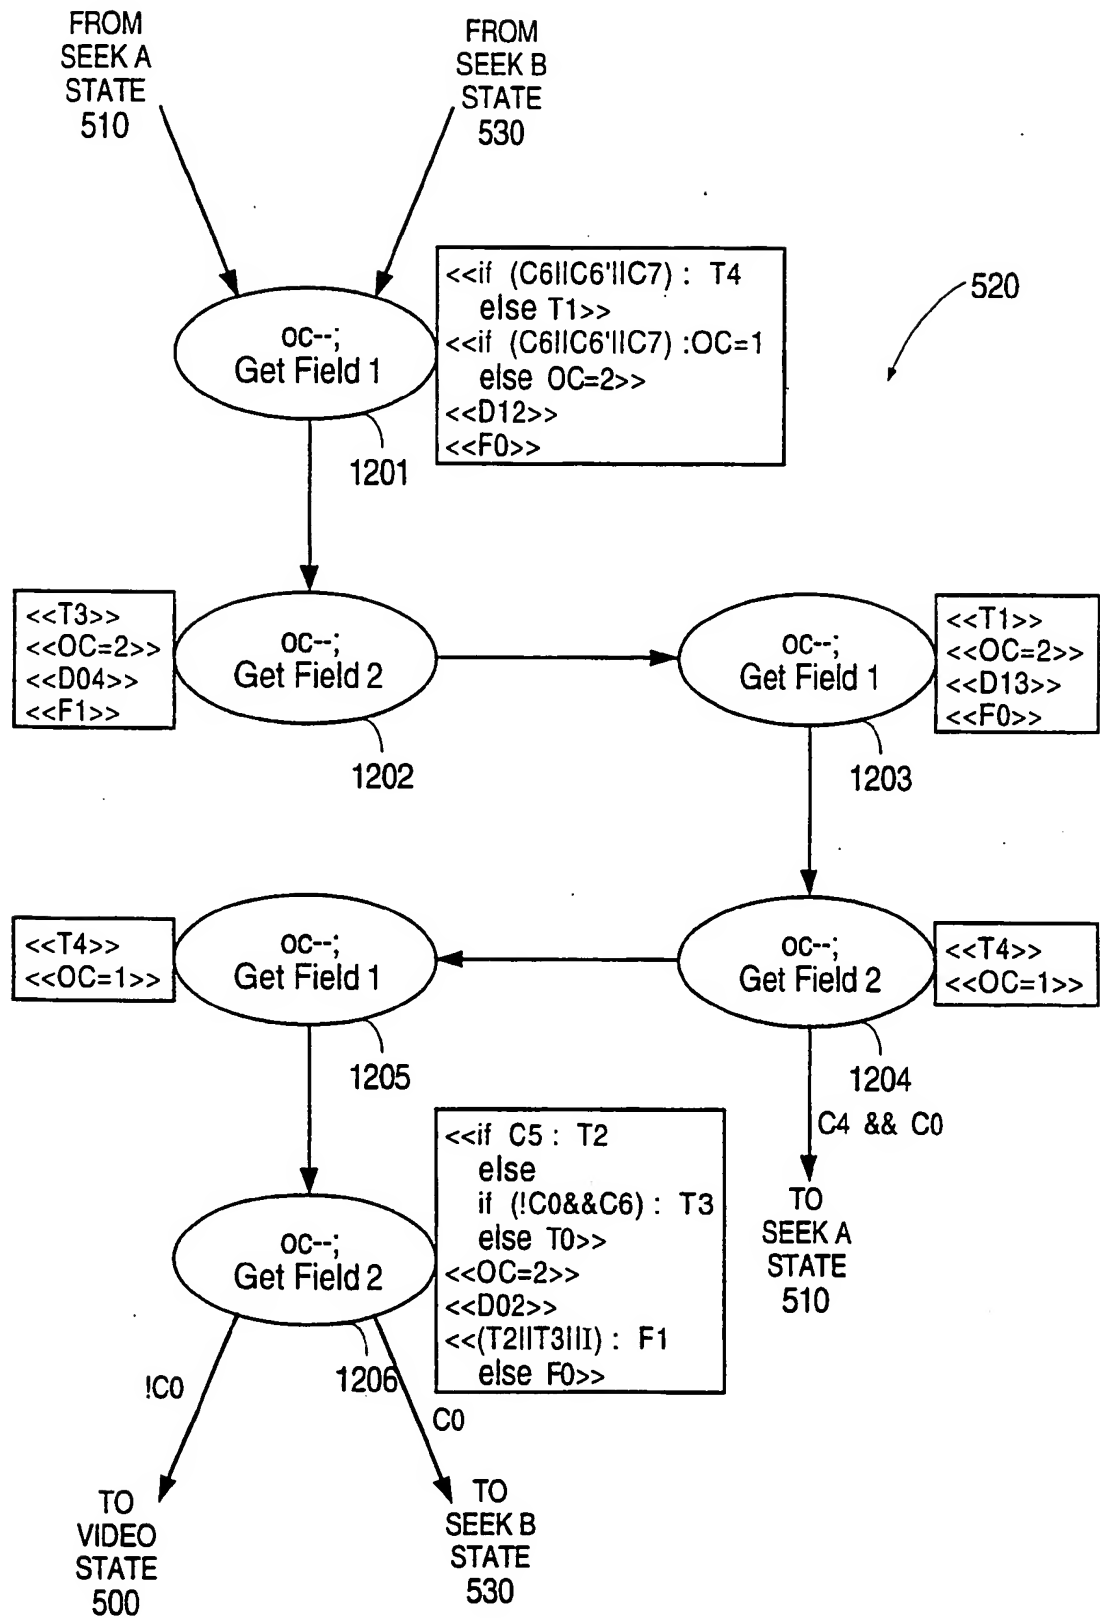 FROM
SEEK A
STATE
510
FROM
SEEK B
STATE
530
oc--;
Get Field 1
<<if (C6||C6'||C7) : T4
else T1>>
<<if (C6||C6'||C7) :OC=1
else OC=2>>
<<D12>>
<<F0>>
520
1201
<<T3>>
<<OC=2>>
<<D04>>
<<F1>>
oc--;
Get Field 2
1202
oc--;
Get Field 1
<<T1>>
<<OC=2>>
<<D13>>
<<F0>>
1203
<<T4>>
<<OC=1>>
oc--;
Get Field 1
1205
oc--;
Get Field 2
<<T4>>
<<OC=1>>
1204
C4 && C0
TO
SEEK A
STATE
510
oc--;
Get Field 2
<<if C5 : T2
else
if (!C0&&C6) : T3
else T0>>
<<OC=2>>
<<D02>>
<<(T2||T3||I) : F1
else F0>>
1206
!C0
C0
TO
VIDEO
STATE
500
TO
SEEK B
STATE
530